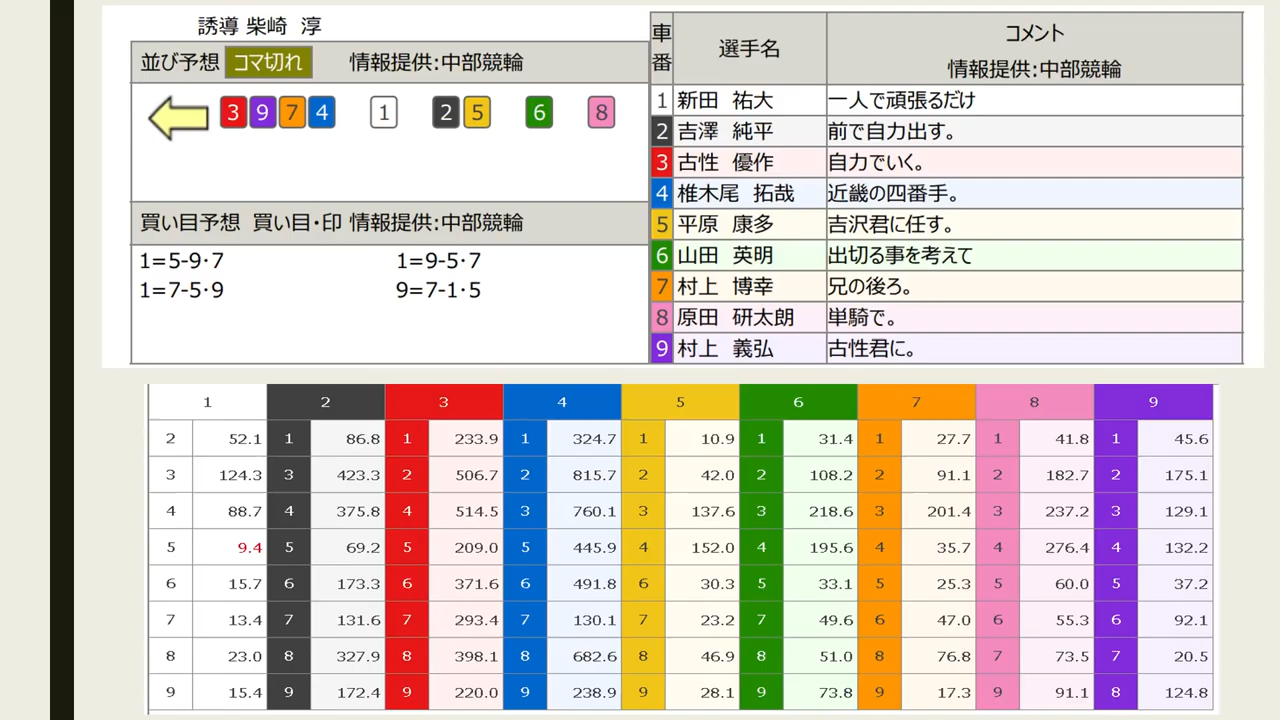 誘導 柴崎 淳
並び予想 コマ切れ 情報提供:中部競輪
3 9 7 4 1 2 5 6 8
買い目予想 買い目・印 情報提供:中部競輪
1=5-9・7 1=9-5・7
1=7-5・9 9=7-1・5
車番 選手名 コメント
情報提供:中部競輪
1 新田 祐大 一人で頑張るだけ
2 吉澤 純平 前で自力出す。
3 古性 優作 自力でいく。
4 椎木尾 拓哉 近畿の四番手。
5 平原 康多 吉沢君に任す。
6 山田 英明 出切る事を考えて
7 村上 博幸 兄の後ろ。
8 原田 研太朗 単騎で。
9 村上 義弘 古性君に。
1 2 3 4 5 6 7 8 9
2 52.1 1 86.8 1 233.9 1 324.7 1 10.9 1 31.4 1 27.7 1 41.8 1 45.6
3 124.3 3 423.3 2 506.7 2 815.7 2 42.0 2 108.2 2 91.1 2 182.7 2 175.1
4 88.7 4 375.8 4 514.5 3 760.1 3 137.6 3 218.6 3 201.4 3 237.2 3 129.1
5 9.4 5 69.2 5 209.0 5 445.9 4 152.0 4 195.6 4 35.7 4 276.4 4 132.2
6 15.7 6 173.3 6 371.6 6 491.8 6 30.3 5 33.1 5 25.3 5 60.0 5 37.2
7 13.4 7 131.6 7 293.4 7 130.1 7 23.2 7 49.6 6 47.0 6 55.3 6 92.1
8 23.0 8 327.9 8 398.1 8 682.6 8 46.9 8 51.0 8 76.8 7 73.5 7 20.5
9 15.4 9 172.4 9 220.0 9 238.9 9 28.1 9 73.8 9 17.3 9 91.1 8 124.8